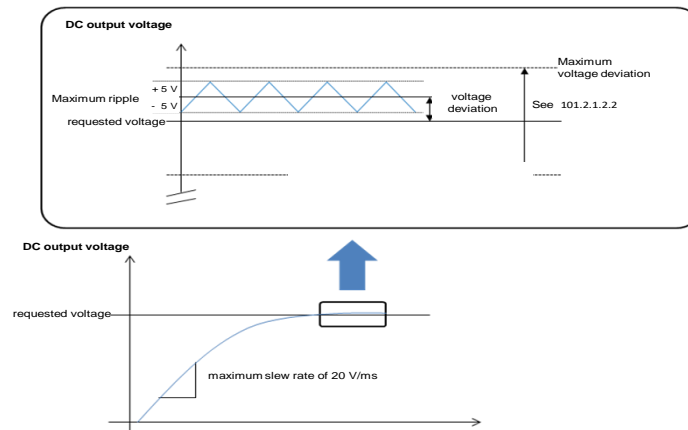 DC output voltage
Maximum
voltage deviation
+ 5 V
Maximum ripple
- 5 V
voltage
deviation
See 101.2.1.2.2
requested voltage
DC output voltage
requested voltage
maximum slew rate of 20 V/ms